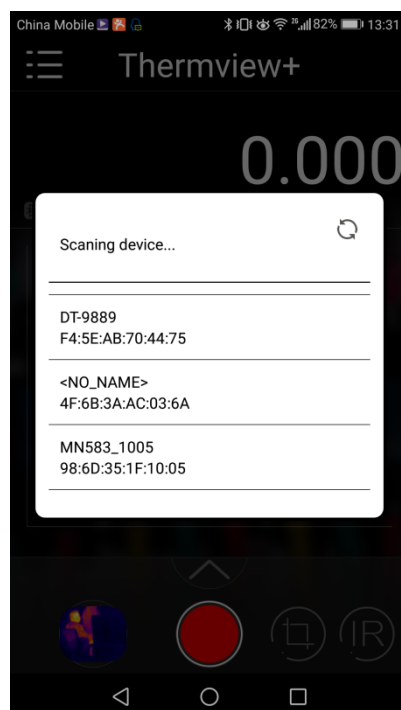 China Mobile 82% 13:31
Thermview+
0.000
Scaning device...
DT-9889
F4:5E:AB:70:44:75
<NO_NAME>
4F:6B:3A:AC:03:6A
MN583_1005
98:6D:35:1F:10:05
IR